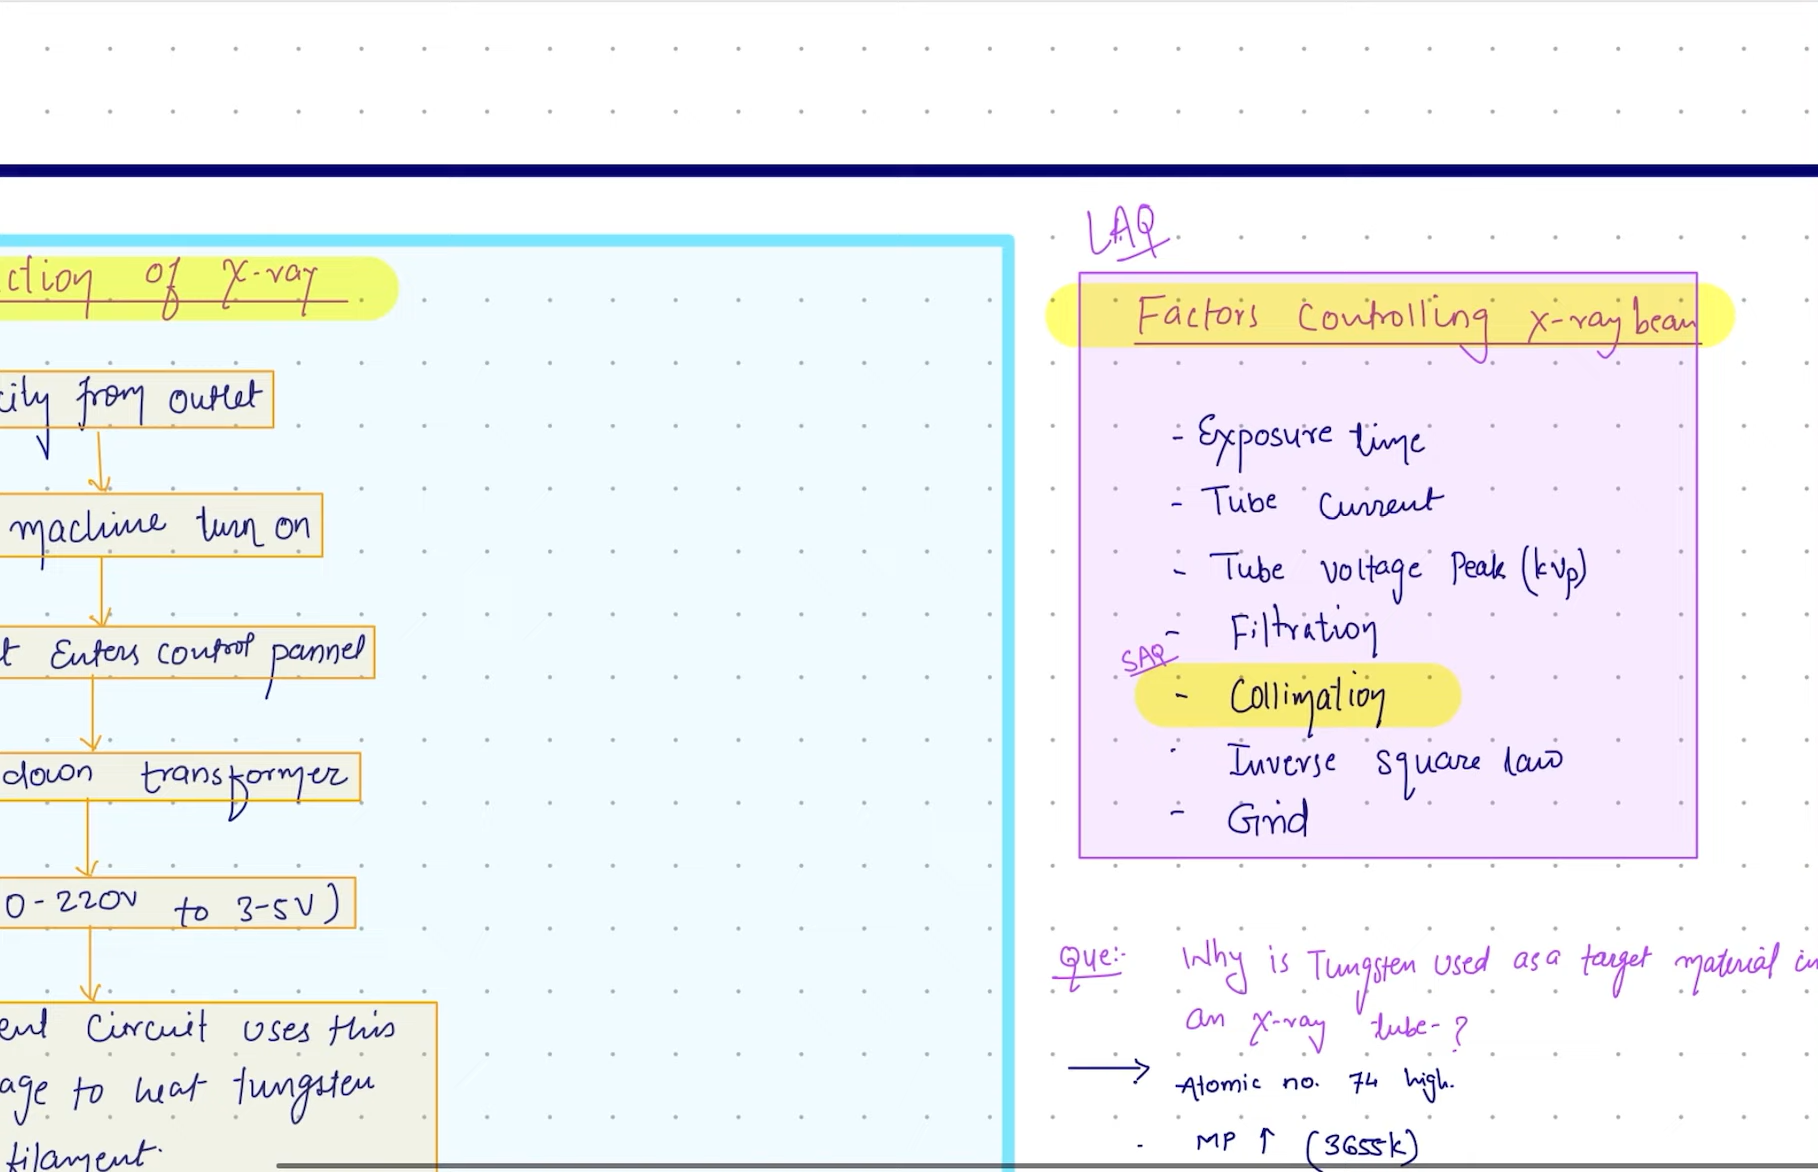 ction of X-ray
city from outlet
machine turn on
t Enters control pannel
down transformer
0-220V to 3-5V)
ent Circuit uses this
age to heat tungsten
filament.
LAQ
Factors Controlling X-ray beam
- Exposure time
- Tube Current
- Tube voltage Peak (kVp)
- Filtration
SAQ
- Collimation
- Inverse square law
- Grid
Que:- Why is Tungsten used as a target material in
an X-ray tube-?
→ Atomic no. 74 high.
- MP ↑ (3655k)